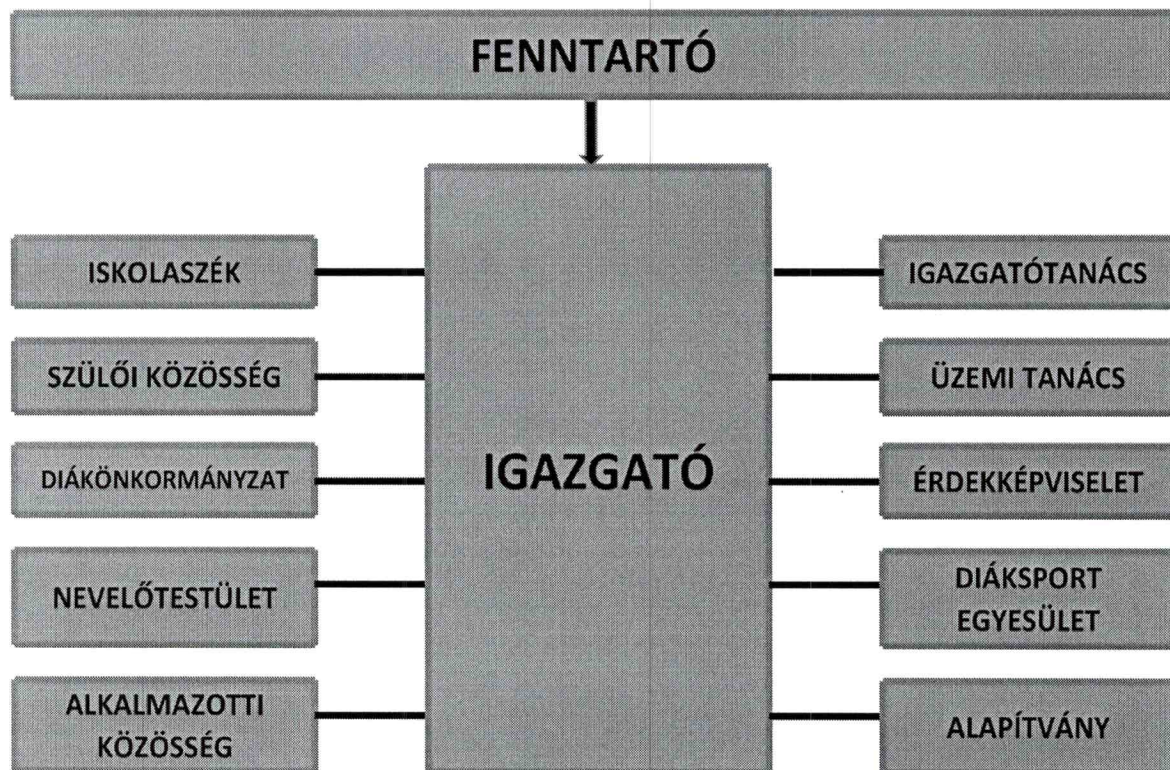 FENNTARTÓ
ISKOLASZÉK
SZÜLŐI KÖZÖSSÉG
DIÁKÖNKORMÁNYZAT
NEVELŐTESTÜLET
ALKALMAZOTTI
KÖZÖSSÉG
IGAZGATÓ
IGAZGATÓTANÁCS
ÜZEMI TANÁCS
ÉRDEKKÉPVISELET
DIÁKSPORT
EGYESÜLET
ALAPÍTVÁNY